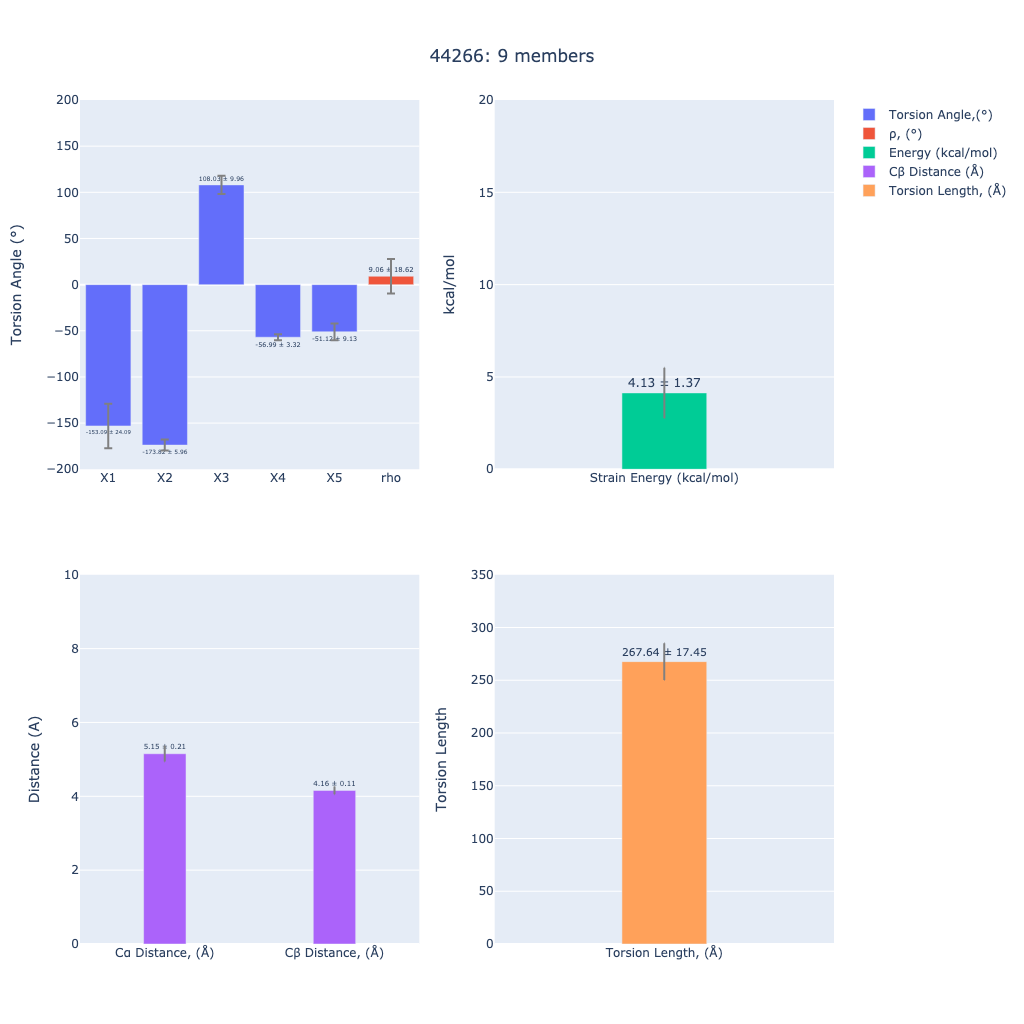 44266: 9 members
Torsion Angle (°)
200
150
100
50
0
−50
−100
−150
−200
-153.09 ± 24.09
-173.82 ± 5.96
108.03 ± 9.96
-56.99 ± 3.32
-51.12 ± 9.13
9.06 ± 18.62
X1 X2 X3 X4 X5 rho
kcal/mol
20
15
10
5
0
4.13 ± 1.37
Strain Energy (kcal/mol)
Torsion Angle,(°)
ρ, (°)
Energy (kcal/mol)
Cβ Distance (Å)
Torsion Length, (Å)
Distance (A)
10
8
6
4
2
0
5.15 ± 0.21
4.16 ± 0.11
Cα Distance, (Å) Cβ Distance, (Å)
Torsion Length
350
300
250
200
150
100
50
0
267.64 ± 17.45
Torsion Length, (Å)